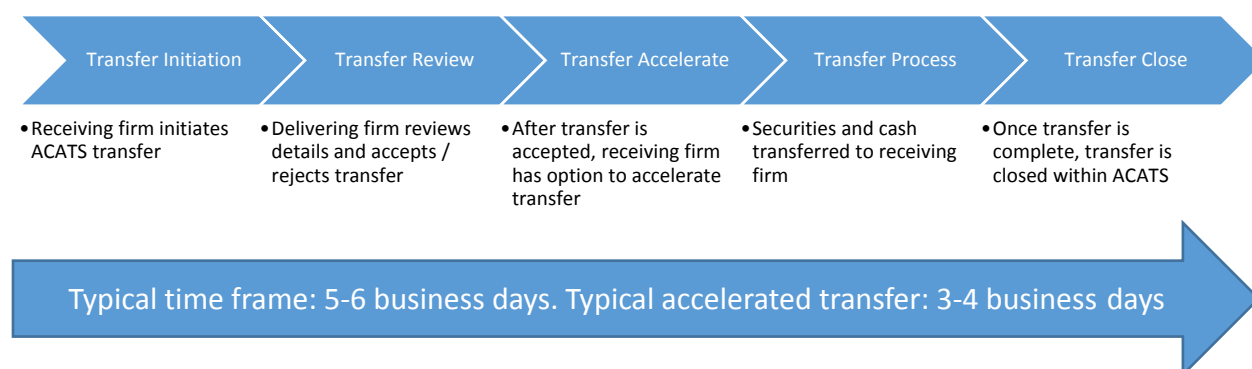 Transfer Initiation
Transfer Review
Transfer Accelerate
Transfer Process
Transfer Close
•Receiving firm initiates
ACATS transfer
•Delivering firm reviews
details and accepts /
rejects transfer
•After transfer is
accepted, receiving firm
has option to accelerate
transfer
•Securities and cash
transferred to receiving
firm
•Once transfer is
complete, transfer is
closed within ACATS
Typical time frame: 5-6 business days. Typical accelerated transfer: 3-4 business days